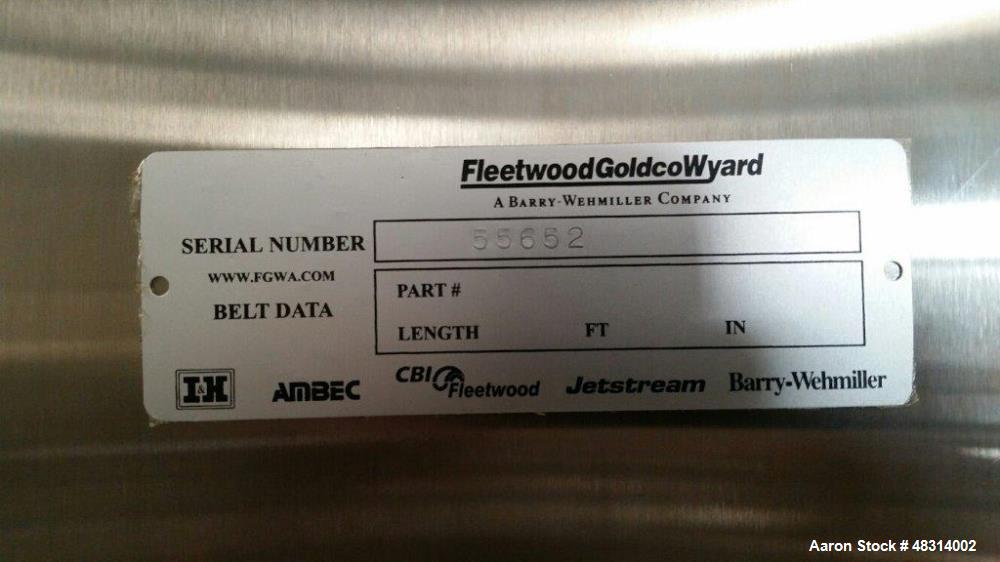 FleetwoodGoldcoWyard
A BARRY-WEHMILLER COMPANY
SERIAL NUMBER 55652
WWW.FGWA.COM
BELT DATA
PART #
LENGTH FT IN
I&H AMBEC CBI Fleetwood Jetstream Barry-Wehmiller
Aaron Stock # 48314002